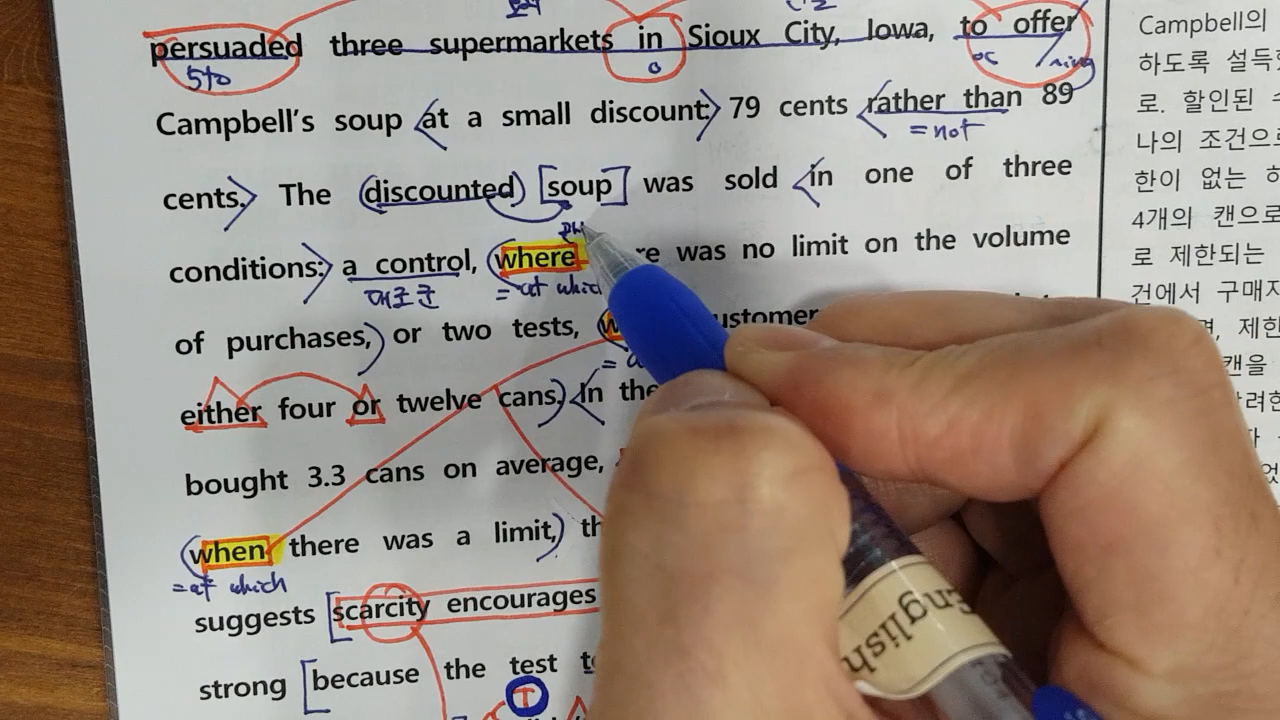 persuaded three supermarkets in Sioux City, Iowa, to offer
5to o oc /ning
Campbell's soup at a small discount: 79 cents rather than 89
= not
cents. The discounted soup was sold in one of three
conditions: a control, where was no limit on the volume
대조군 = at which
of purchases, or two tests, ustomer
either four or twelve cans. In the
bought 3.3 cans on average,
when there was a limit,
= at which
suggests scarcity encourages
strong because the test
T
Campbell의
하도록
로. 할인된
나의 조건으로
한이 없는
4개의 캔으로
로 제한되는
건에서 구매자
제한
캔을
English